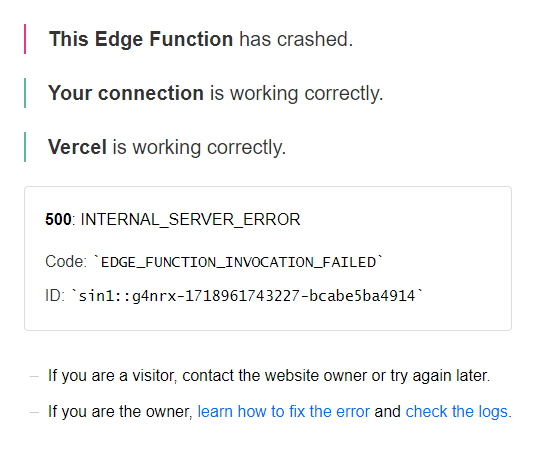 This Edge Function has crashed.
Your connection is working correctly.
Vercel is working correctly.
500: INTERNAL_SERVER_ERROR
Code: `EDGE_FUNCTION_INVOCATION_FAILED`
ID: `sin1::g4nrx-1718961743227-bcabe5ba4914`
– If you are a visitor, contact the website owner or try again later.
– If you are the owner, learn how to fix the error and check the logs.